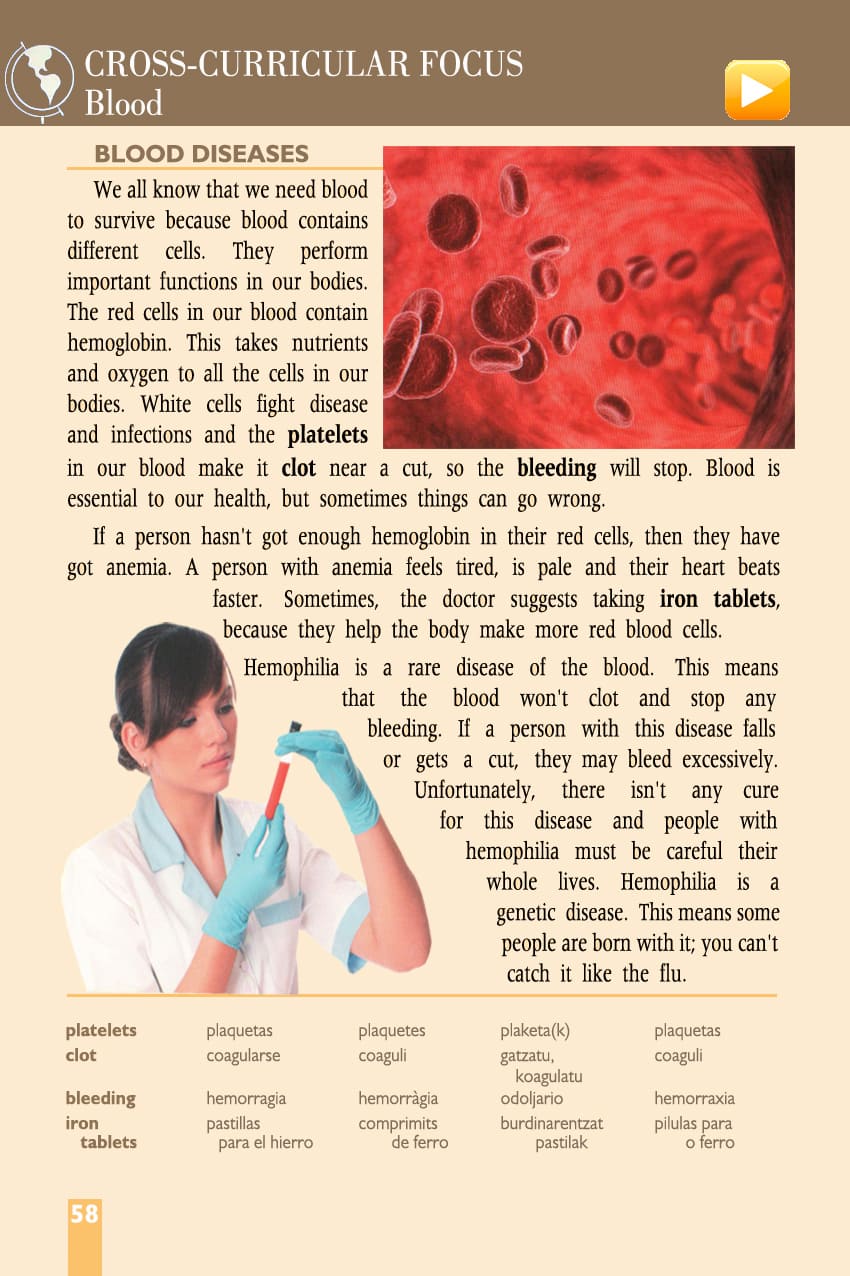 CROSS-CURRICULAR FOCUS
Blood
BLOOD DISEASES
We all know that we need blood
to survive because blood contains
different cells. They perform
important functions in our bodies.
The red cells in our blood contain
hemoglobin. This takes nutrients
and oxygen to all the cells in our
bodies. White cells fight disease
and infections and the platelets
in our blood make it clot near a cut, so the bleeding will stop. Blood is
essential to our health, but sometimes things can go wrong.
If a person hasn't got enough hemoglobin in their red cells, then they have
got anemia. A person with anemia feels tired, is pale and their heart beats
faster. Sometimes, the doctor suggests taking iron tablets,
because they help the body make more red blood cells.
Hemophilia is a rare disease of the blood. This means
that the blood won't clot and stop any
bleeding. If a person with this disease falls
or gets a cut, they may bleed excessively.
Unfortunately, there isn't any cure
for this disease and people with
hemophilia must be careful their
whole lives. Hemophilia is a
genetic disease. This means some
people are born with it; you can't
catch it like the flu.
platelets plaquetas plaquetes plaketa(k) plaquetas
clot coagularse coaguli gatzatu, coaguli
koagulatu
bleeding hemorragia hemorràgia odoljario hemorraxia
iron pastillas comprimits burdinarentzat pilulas para
tablets para el hierro de ferro pastilak o ferro
58